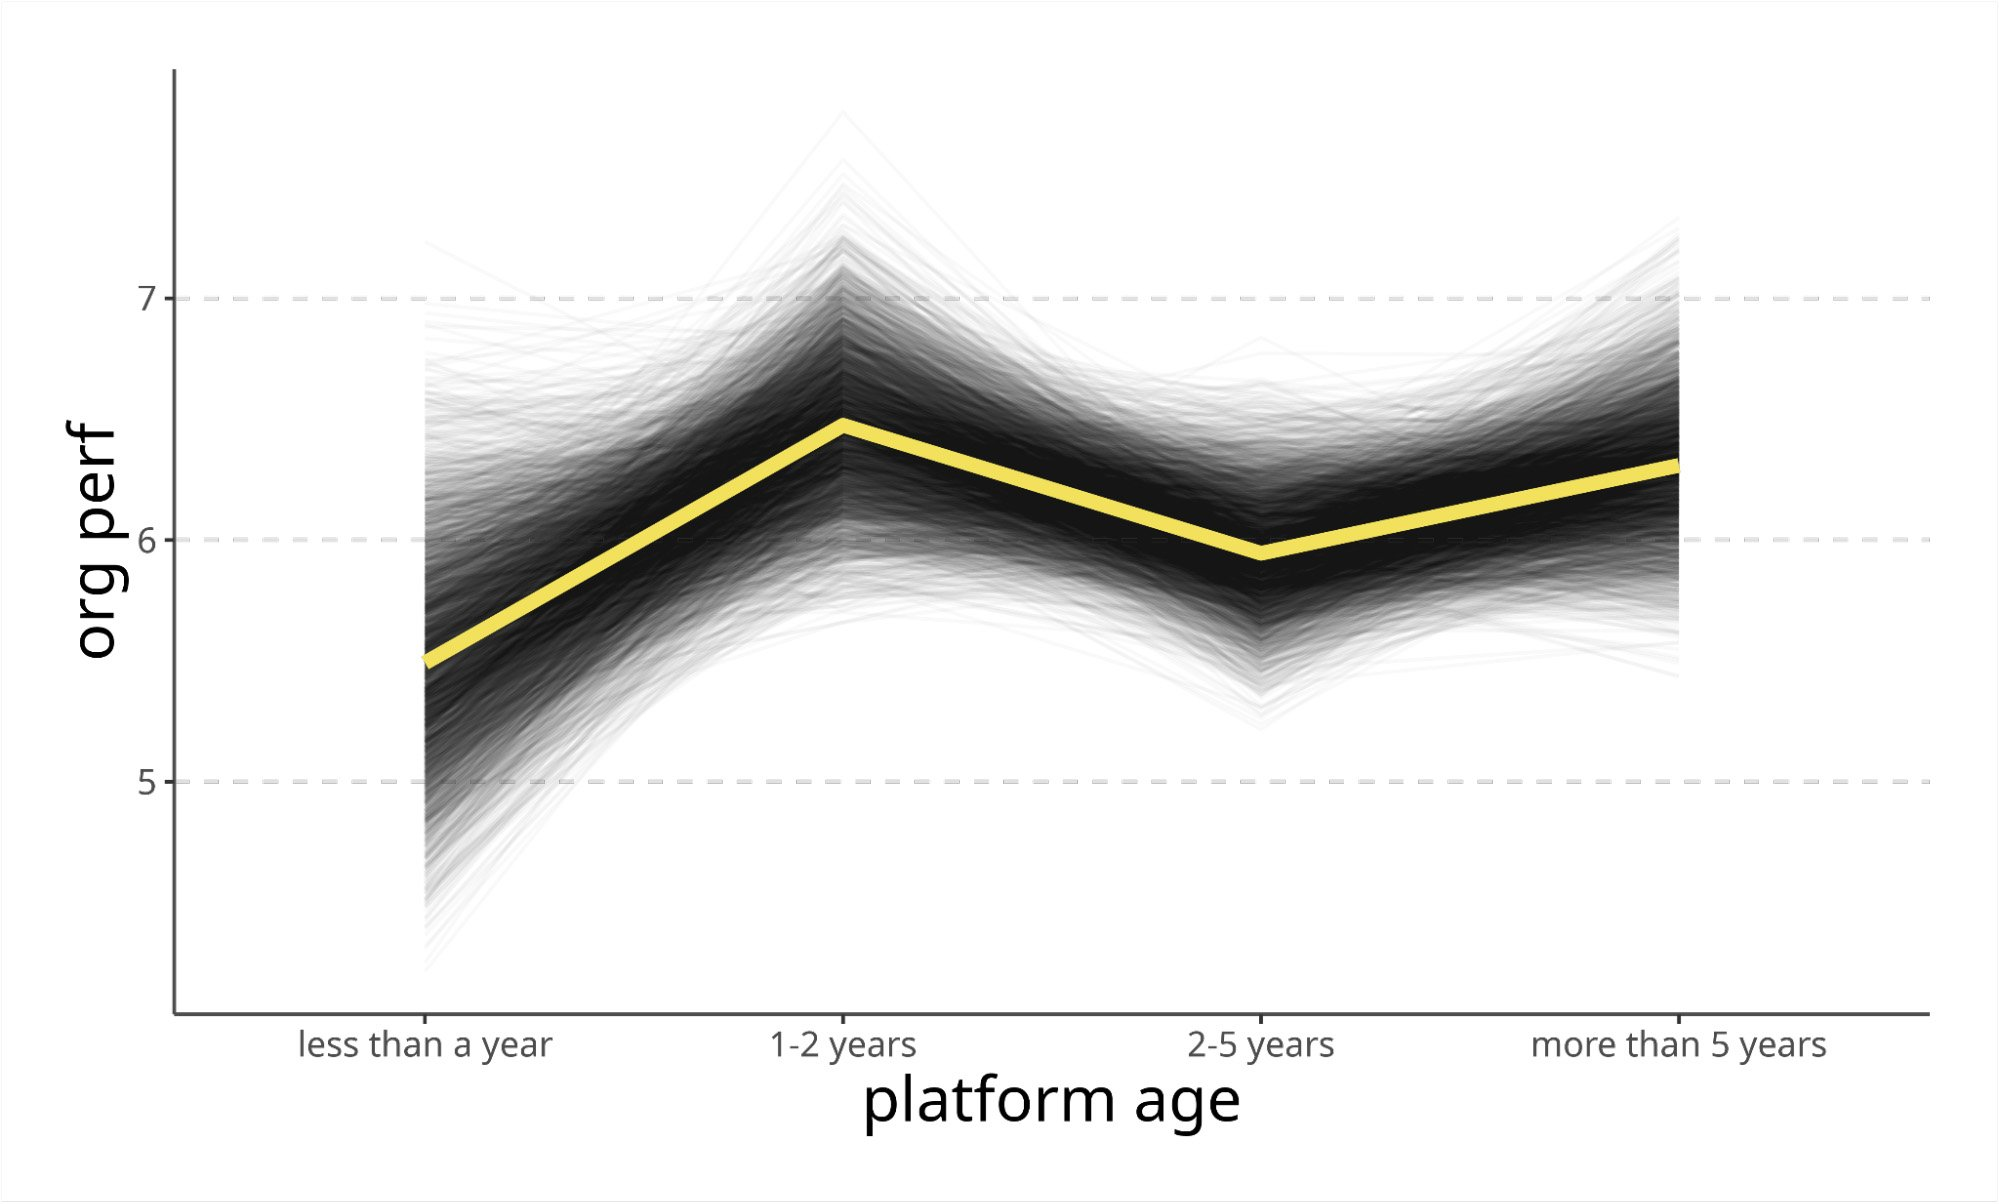 org perf
7
6
5
less than a year
1-2 years
2-5 years
more than 5 years
platform age